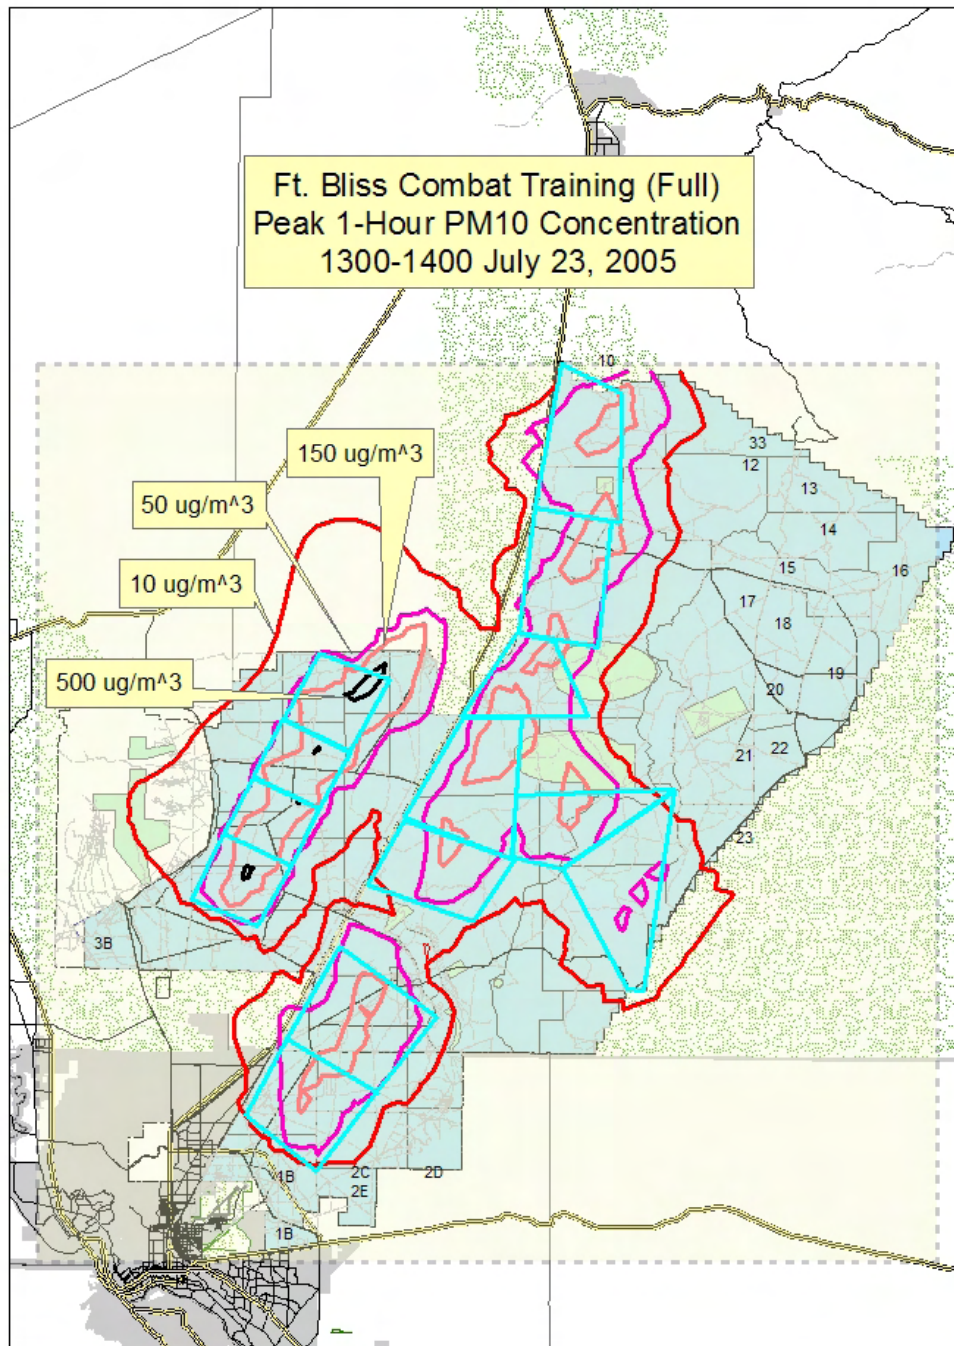 Ft. Bliss Combat Training (Full)
Peak 1-Hour PM10 Concentration
1300-1400 July 23, 2005
10
150 ug/m^3
33
12
50 ug/m^3
13
14
10 ug/m^3
15
16
17
18
500 ug/m^3
19
20
21
22
23
3B
4B
2C
2D
2E
1B